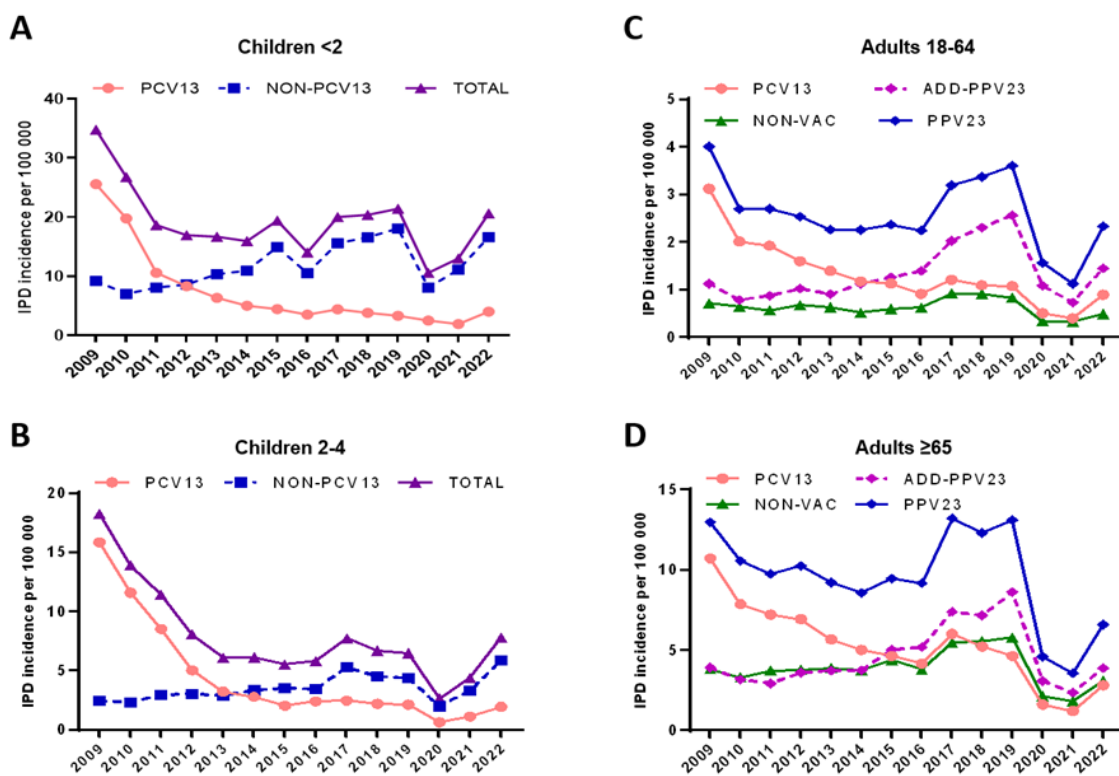 A
Children <2
PCV13 NON-PCV13 TOTAL
IPD incidence per 100 000
40
30
20
10
0
2009 2010 2011 2012 2013 2014 2015 2016 2017 2018 2019 2020 2021 2022
B
Children 2-4
PCV13 NON-PCV13 TOTAL
IPD incidence per 100 000
20
15
10
5
0
2009 2010 2011 2012 2013 2014 2015 2016 2017 2018 2019 2020 2021 2022
C
Adults 18-64
PCV13 ADD-PPV23
NON-VAC PPV23
IPD incidence per 100 000
5
4
3
2
1
0
2009 2010 2011 2012 2013 2014 2015 2016 2017 2018 2019 2020 2021 2022
D
Adults ≥65
PCV13 ADD-PPV23
NON-VAC PPV23
IPD incidence per 100 000
15
10
5
0
2009 2010 2011 2012 2013 2014 2015 2016 2017 2018 2019 2020 2021 2022